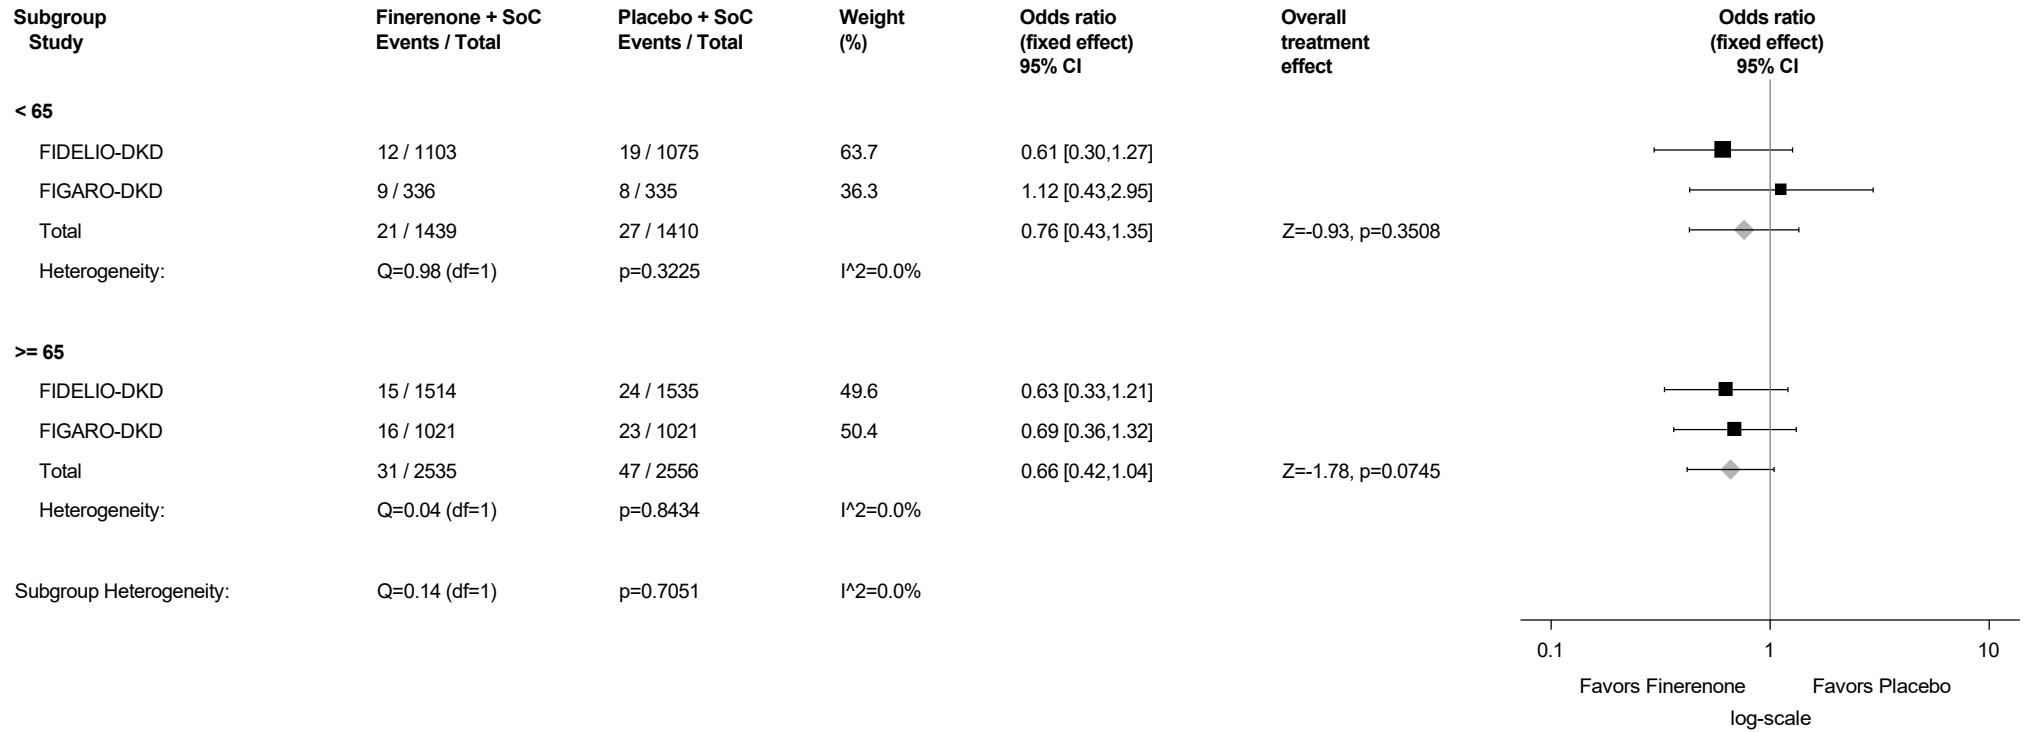 Subgroup Finerenone + SoC Placebo + SoC Weight Odds ratio Overall Odds ratio
Study Events / Total Events / Total (%) (fixed effect) treatment (fixed effect)
95% CI effect 95% CI
< 65
FIDELIO-DKD 12 / 1103 19 / 1075 63.7 0.61 [0.30,1.27]
FIGARO-DKD 9 / 336 8 / 335 36.3 1.12 [0.43,2.95]
Total 21 / 1439 27 / 1410 0.76 [0.43,1.35] Z=-0.93, p=0.3508
Heterogeneity: Q=0.98 (df=1) p=0.3225 I^2=0.0%
>= 65
FIDELIO-DKD 15 / 1514 24 / 1535 49.6 0.63 [0.33,1.21]
FIGARO-DKD 16 / 1021 23 / 1021 50.4 0.69 [0.36,1.32]
Total 31 / 2535 47 / 2556 0.66 [0.42,1.04] Z=-1.78, p=0.0745
Heterogeneity: Q=0.04 (df=1) p=0.8434 I^2=0.0%
Subgroup Heterogeneity: Q=0.14 (df=1) p=0.7051 I^2=0.0%
0.1 1 10
Favors Finerenone Favors Placebo
log-scale